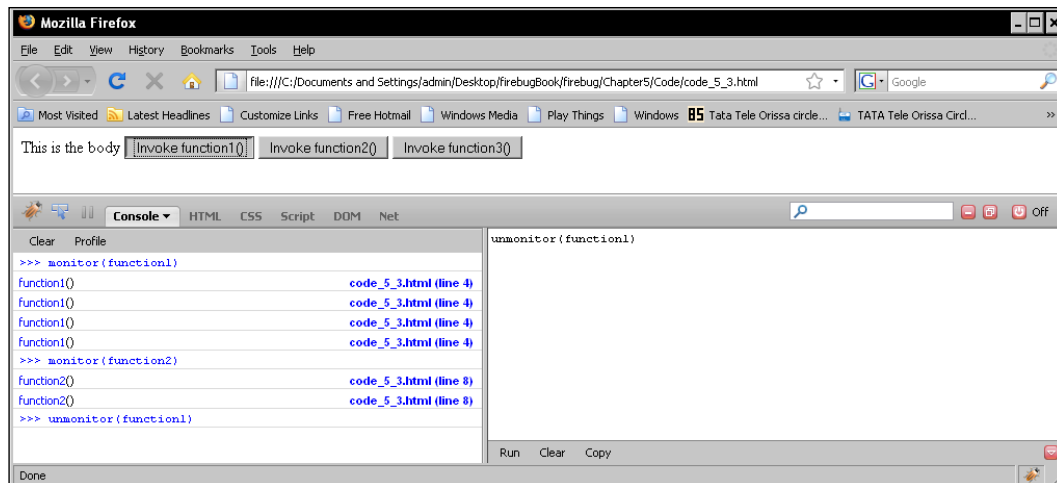 Mozilla Firefox
File Edit View History Bookmarks Tools Help
file:///C:/Documents and Settings/admin/Desktop/firebugBook/firebug/Chapter5/Code/code_5_3.html G Google
Most Visited Latest Headlines Customize Links Free Hotmail Windows Media Play Things Windows 85 Tata Tele Orissa circle... TATA Tele Orissa Circl... »
This is the body Invoke function1() Invoke function2() Invoke function3()
Console HTML CSS Script DOM Net Off
Clear Profile
>>> monitor(function1)
function1() code_5_3.html (line 4)
function1() code_5_3.html (line 4)
function1() code_5_3.html (line 4)
function1() code_5_3.html (line 4)
>>> monitor(function2)
function2() code_5_3.html (line 8)
function2() code_5_3.html (line 8)
>>> unmonitor(function1)
unmonitor(function1)
Run Clear Copy
Done